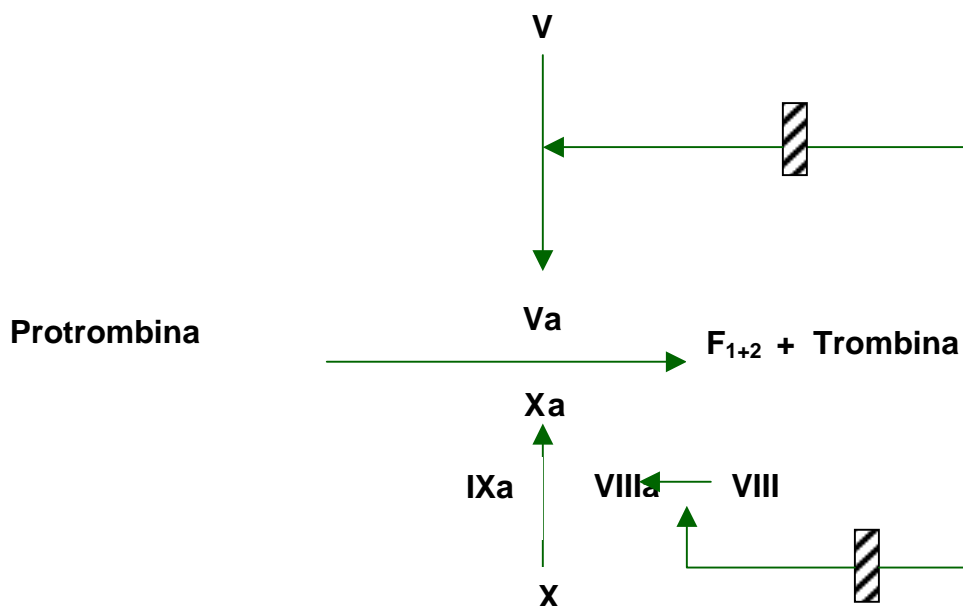 V
Va
Protrombina
F₁₊₂ + Trombina
Xa
IXa VIIIa VIII
X